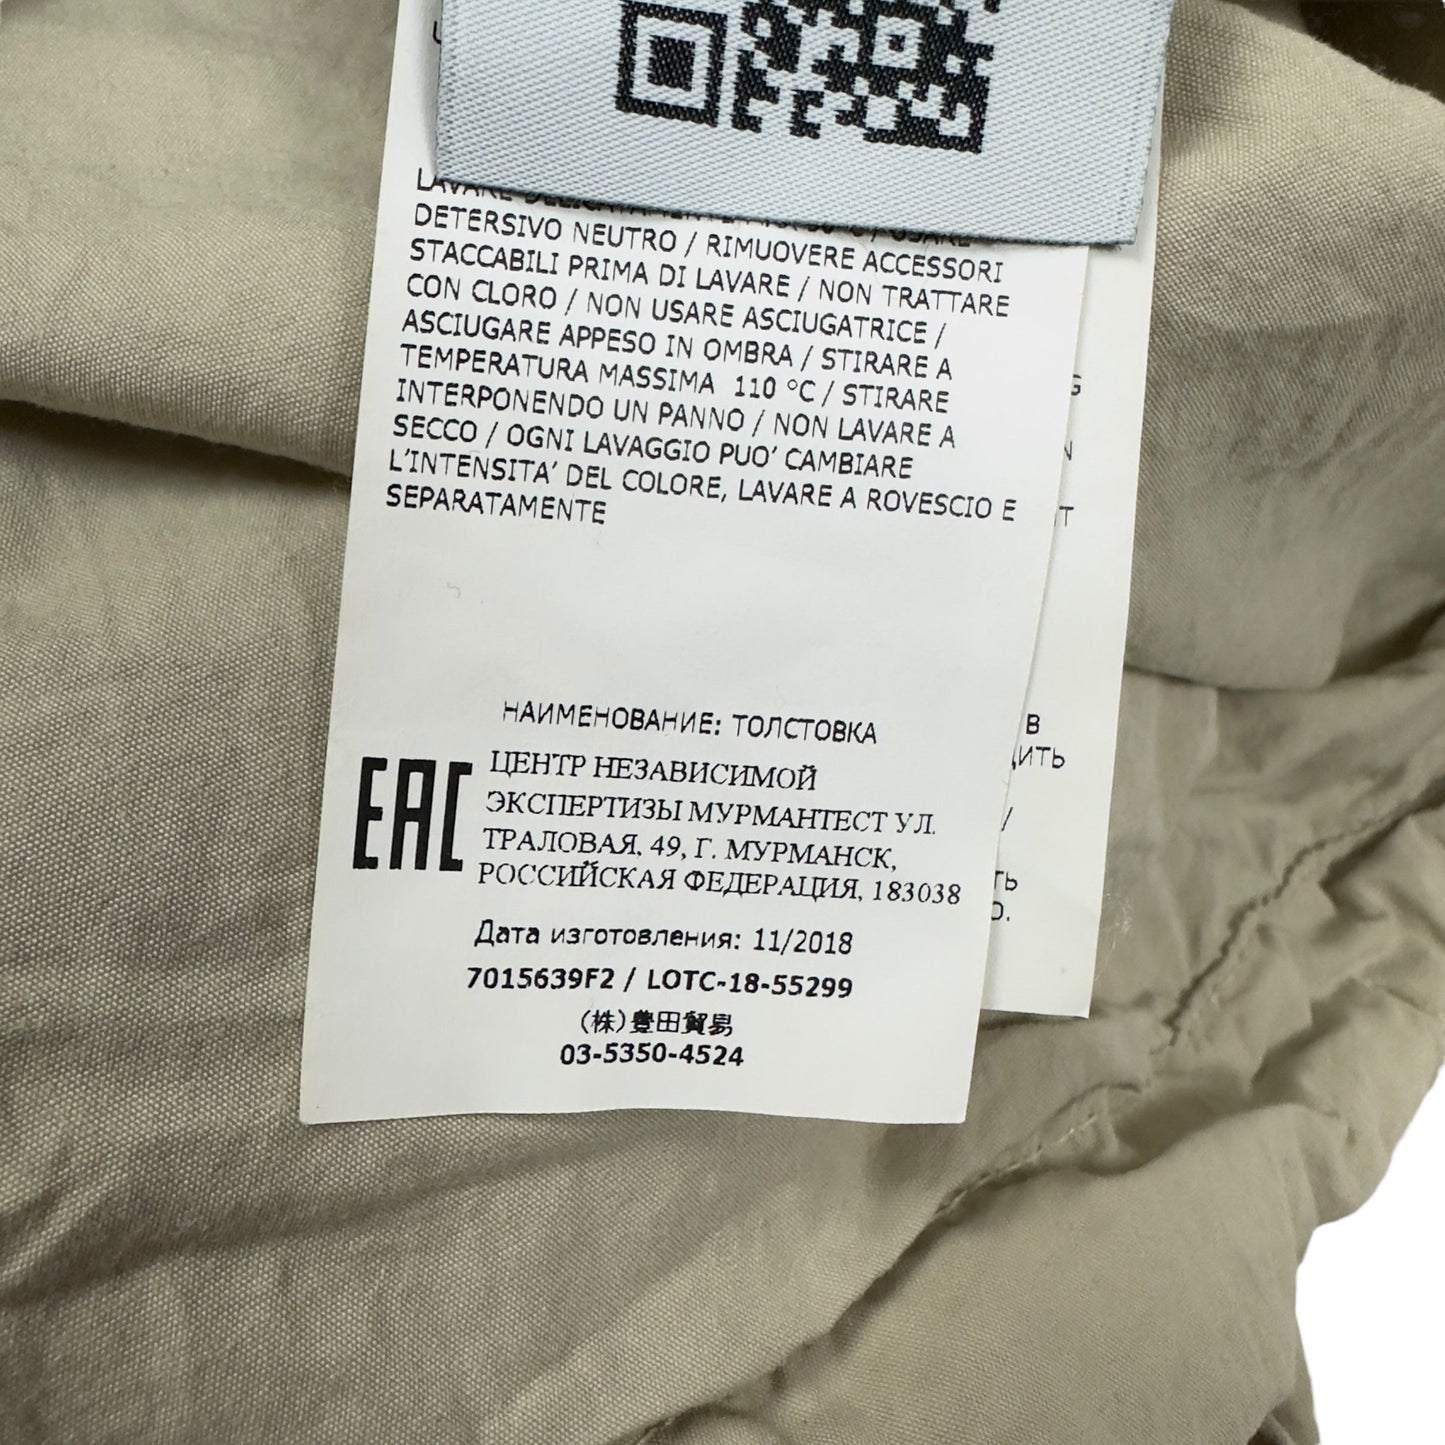 DETERSIVO NEUTRO / RIMUOVERE ACCESSORI
STACCABILI PRIMA DI LAVARE / NON TRATTARE
CON CLORO / NON USARE ASCIUGATRICE /
ASCIUGARE APPESO IN OMBRA / STIRARE A
TEMPERATURA MASSIMA 110 °C / STIRARE
INTERPONENDO UN PANNO / NON LAVARE A
SECCO / OGNI LAVAGGIO PUO’ CAMBIARE
L’INTENSITA’ DEL COLORE, LAVARE A ROVESCIO E
SEPARATAMENTE
НАИМЕНОВАНИЕ: ТОЛСТОВКА
EAC
ЦЕНТР НЕЗАВИСИМОЙ
ЭКСПЕРТИЗЫ МУРМАНТЕСТ УЛ.
ТРАЛОВАЯ, 49, Г. МУРМАНСК,
РОССИЙСКАЯ ФЕДЕРАЦИЯ, 183038
Дата изготовления: 11/2018
7015639F2 / LOTC-18-55299
(株)豊田貿易
03-5350-4524